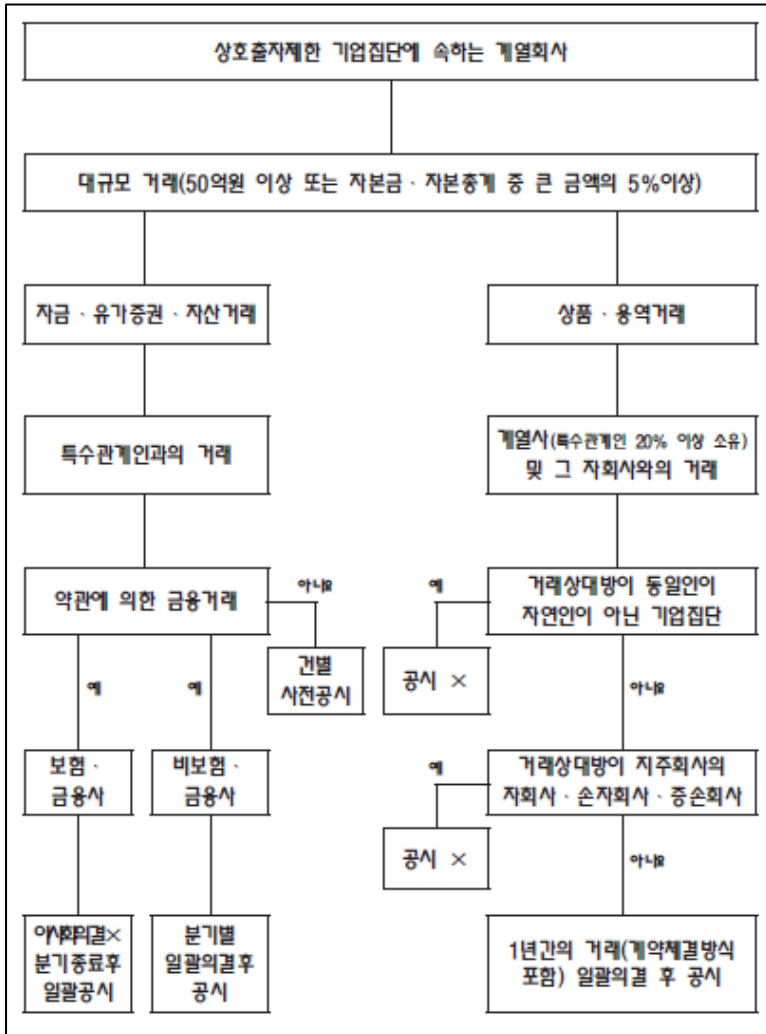 상호출자제한 기업집단에 속하는 계열회사
대규모 거래(50억원 이상 또는 자본금 · 자본총계 중 큰 금액의 5%이상)
자금 · 유가증권 · 자산거래
상품 · 용역거래
특수관계인과의 거래
계열사(특수관계인 20% 이상 소유)
및 그 자회사와의 거래
약관에 의한 금융거래
아니요
예
거래상대방이 동일인이
자연인이 아닌 기업집단
건별
사전공시
공시 ×
예
예
아니요
보험 ·
금융사
비보험 ·
금융사
예
거래상대방이 지주회사의
자회사 · 손자회사 · 증손회사
공시 ×
아니요
이사회의결×
분기종료후
일괄공시
분기별
일괄의결후
공시
1년간의 거래(계약체결방식
포함) 일괄의결 후 공시